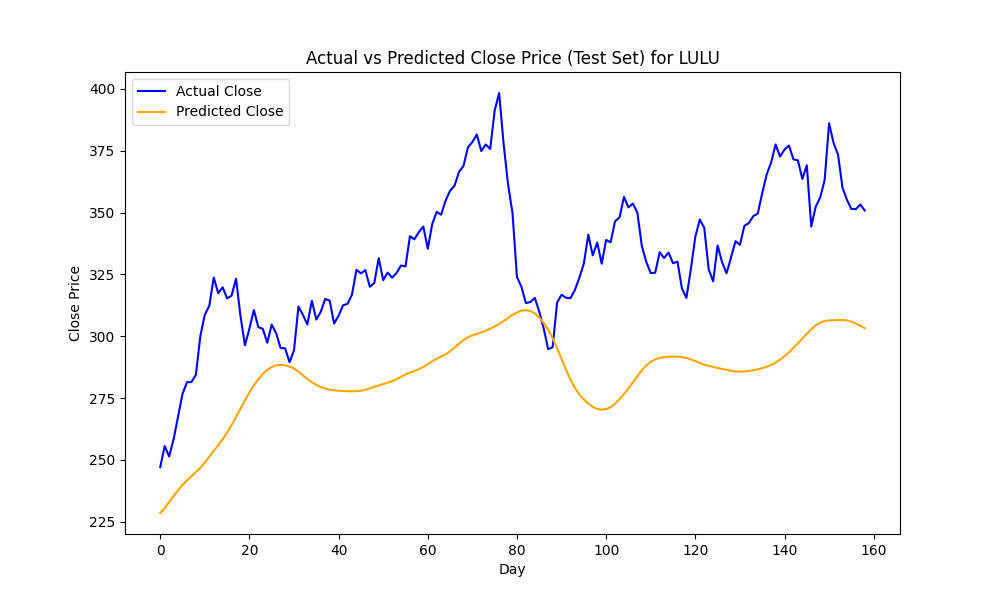 Actual vs Predicted Close Price (Test Set) for LULU
Actual Close
Predicted Close
400
375
350
325
300
275
250
225
Close Price
0 20 40 60 80 100 120 140 160
Day